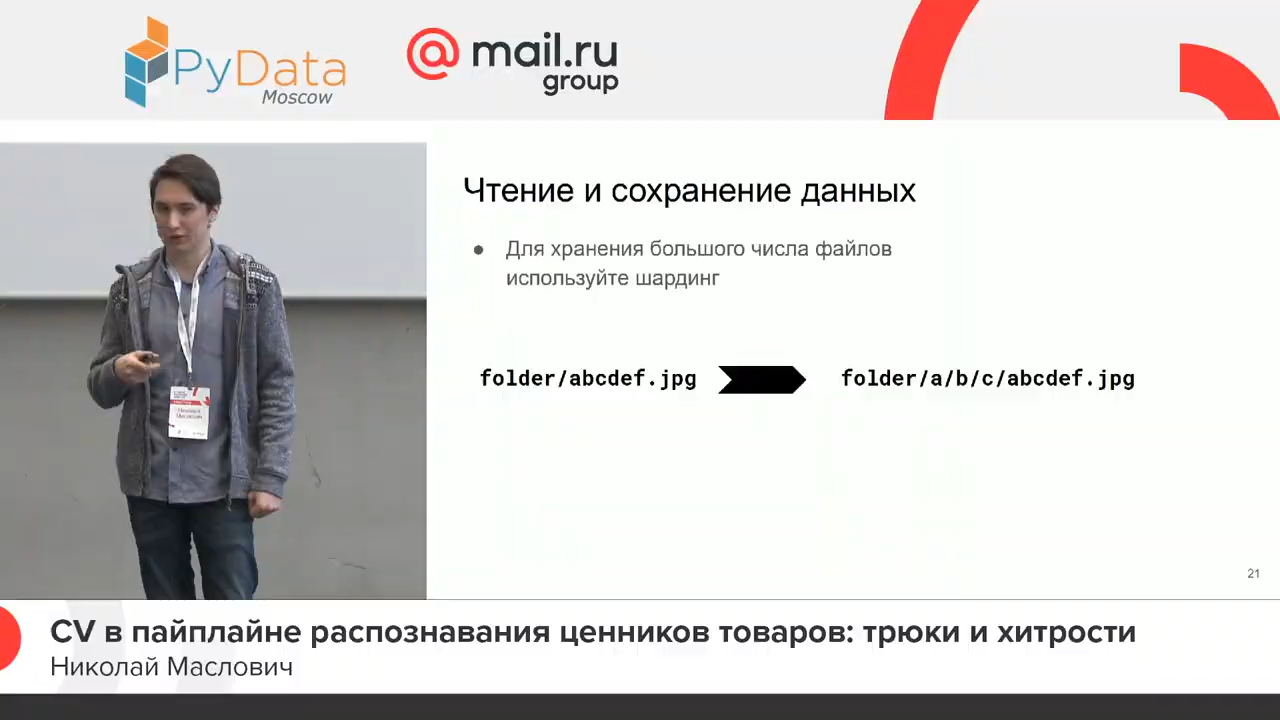 PyData
Moscow
@mail.ru
group
Чтение и сохранение данных
● Для хранения большого числа файлов
используйте шардинг
folder/abcdef.jpg folder/a/b/c/abcdef.jpg
21
CV в пайплайне распознавания ценников товаров: трюки и хитрости
Николай Маслович